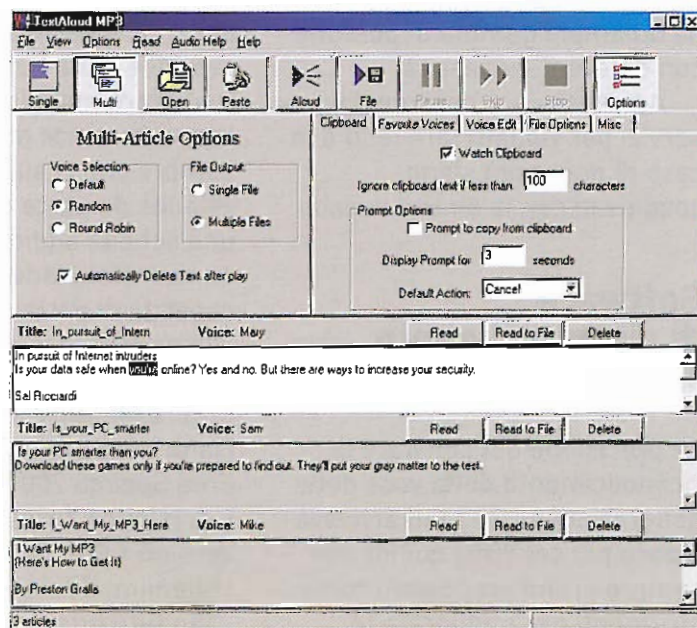 TextAloud MP3
File View Options Read Audio Help Help
Single Multi Open Paste Aloud File Pause Skip Stop Options
Multi-Article Options
Voice Selection:
Default
Random
Round Robin
File Output:
Single File
Multiple Files
Automatically Delete Text after play
Clipboard Favorite Voices Voice Edit File Options Misc
Watch Clipboard
Ignore clipboard text if less than 100 characters
Prompt Options
Prompt to copy from clipboard
Display Prompt for 3 seconds
Default Action: Cancel
Title: In_pursuit_of_Intern Voice: Mary Read Read to File Delete
In pursuit of Internet intruders
Is your data safe when you're online? Yes and no. But there are ways to increase your security.
Sal Ricciardi
Title: Is_your_PC_smarter Voice: Sam Read Read to File Delete
Is your PC smarter than you?
Download these games only if you're prepared to find out. They'll put your gray matter to the test.
Title: I_Want_My_MP3_Here Voice: Mike Read Read to File Delete
I Want My MP3
(Here's How to Get It)
By Preston Gralla
3 articles